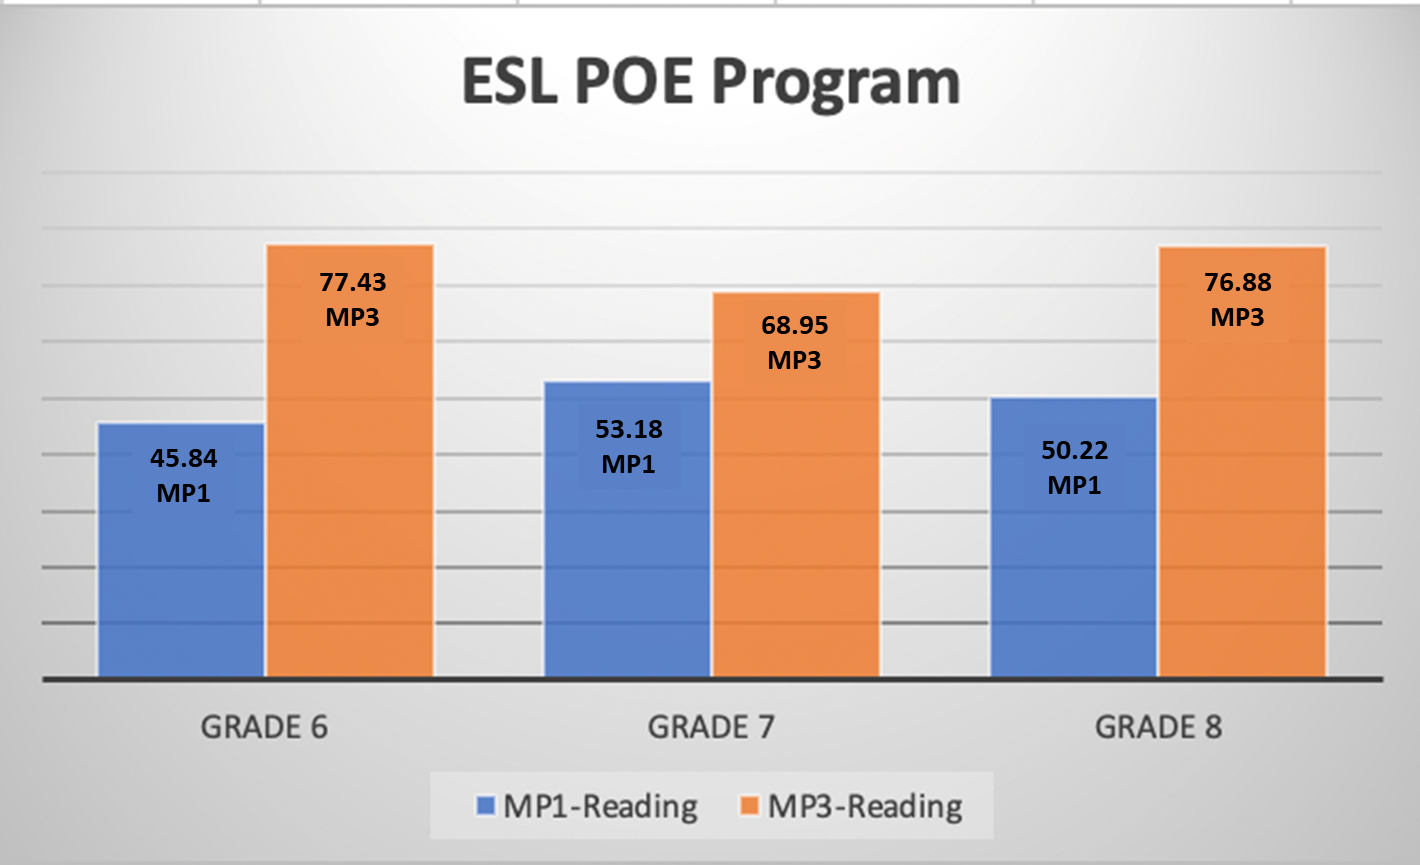 ESL POE Program
77.43
MP3
68.95
MP3
76.88
MP3
45.84
MP1
53.18
MP1
50.22
MP1
GRADE 6
GRADE 7
GRADE 8
MP1-Reading
MP3-Reading